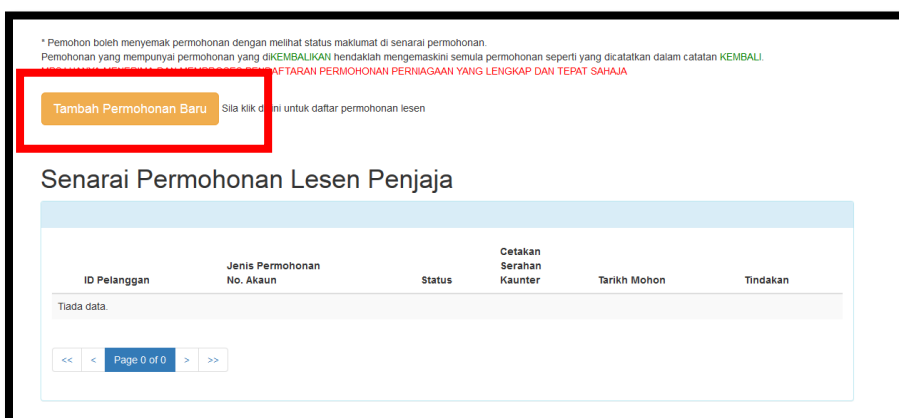 * Pemohon boleh menyemak permohonan dengan melihat status maklumat di senarai permohonan.
Pemohonan yang mempunyai permohonan yang diKEMBALIKAN hendaklah mengemaskini semula permohonan seperti yang dicatatkan dalam catatan KEMBALI.
PERMOHONAN PERNIAGAAN YANG LENGKAP DAN TEPAT SAHAJA
Tambah Permohonan Baru Sila klik untuk daftar permohonan lesen
Senarai Permohonan Lesen Penjaja
ID Pelanggan Jenis Permohonan No. Akaun Status Cetakan Serahan Kaunter Tarikh Mohon Tindakan
Tiada data.
<< < Page 0 of 0 > >>